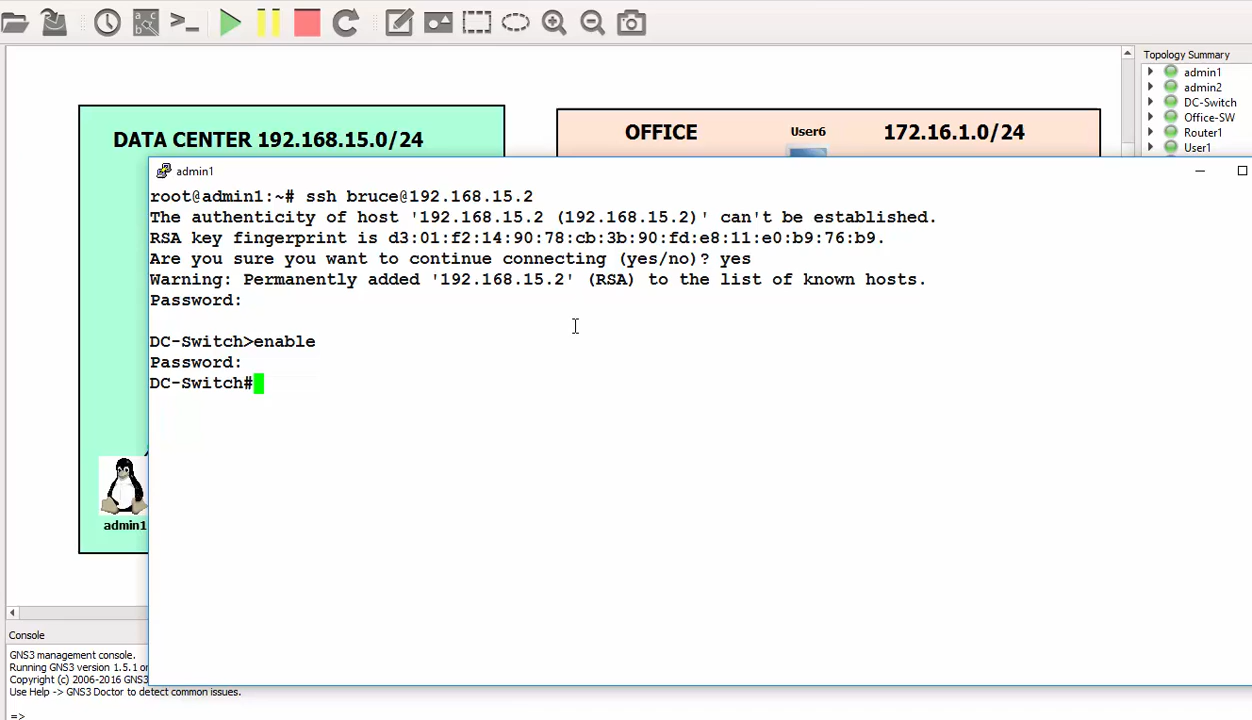 Topology Summary
admin1
admin2
DC-Switch
Office-SW
Router1
User1
DATA CENTER 192.168.15.0/24
OFFICE
User6
172.16.1.0/24
admin1
root@admin1:~# ssh bruce@192.168.15.2
The authenticity of host '192.168.15.2 (192.168.15.2)' can't be established.
RSA key fingerprint is d3:01:f2:14:90:78:cb:3b:90:fd:e8:11:e0:b9:76:b9.
Are you sure you want to continue connecting (yes/no)? yes
Warning: Permanently added '192.168.15.2' (RSA) to the list of known hosts.
Password:
DC-Switch>enable
Password:
DC-Switch#
admin1
Console
GNS3 management console.
Running GNS3 version 1.5.1 on
Copyright (c) 2006-2016 GNS3
Use Help -> GNS3 Doctor to detect common issues.
=>